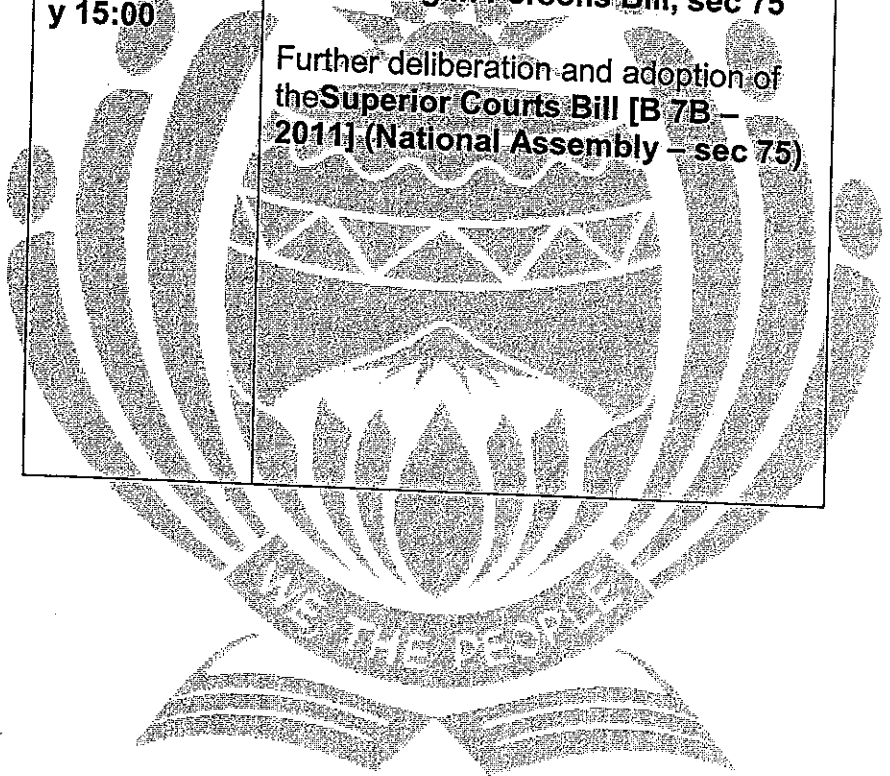 y 15:00
Persons Bill, sec 75
Further deliberation and adoption of
theSuperior Courts Bill [B 7B –
2011] (National Assembly – sec 75)
WE THE PEOPLE